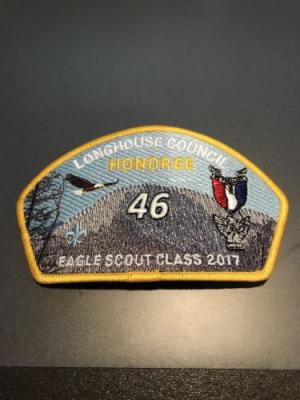 LONGHOUSE COUNCIL
HONOREE
46
EAGLE SCOUT CLASS 2017